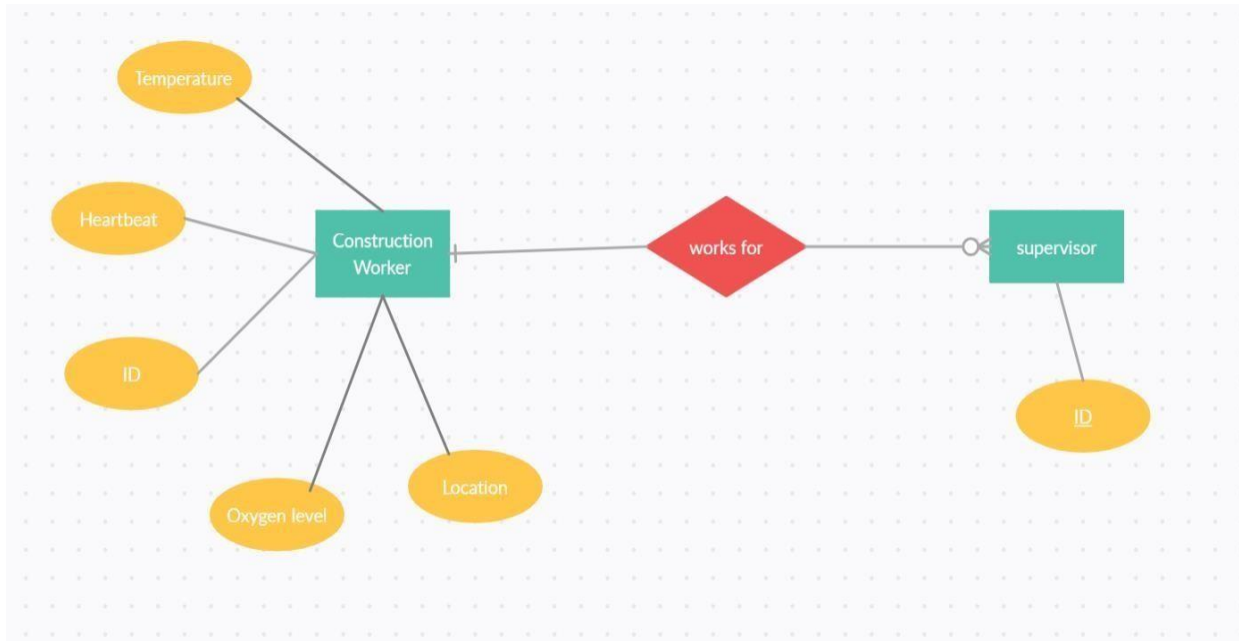 Temperature
Heartbeat
Construction
Worker
works for
supervisor
ID
ID
Location
Oxygen level